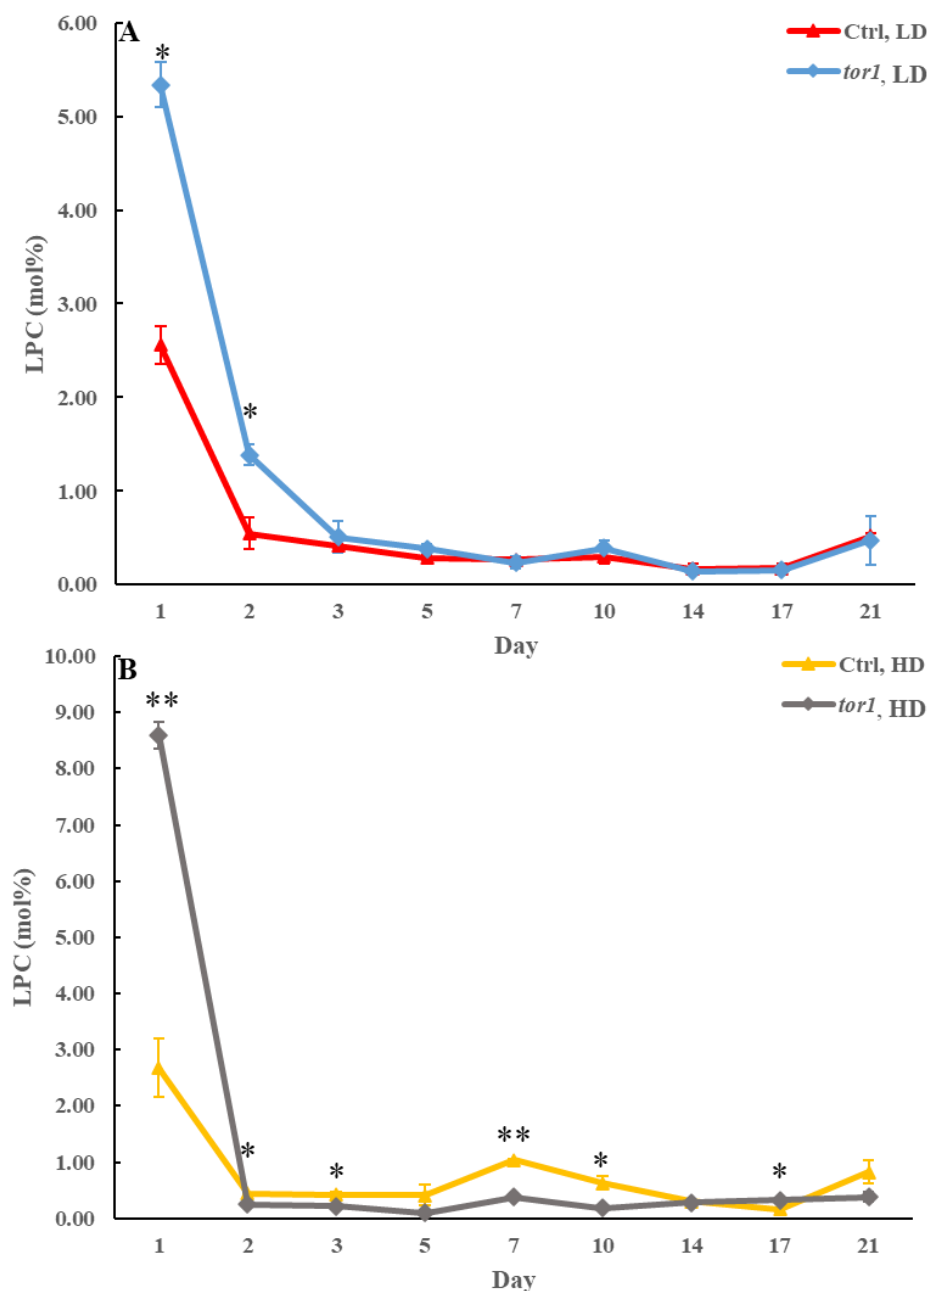 A
Ctrl, LD
tor1, LD
*
*
6.00
5.00
4.00
3.00
2.00
1.00
0.00
LPC (mol%)
1 2 3 5 7 10 14 17 21
Day
B
Ctrl, HD
tor1, HD
**
*
*
**
*
*
10.00
9.00
8.00
7.00
6.00
5.00
4.00
3.00
2.00
1.00
0.00
LPC (mol%)
1 2 3 5 7 10 14 17 21
Day